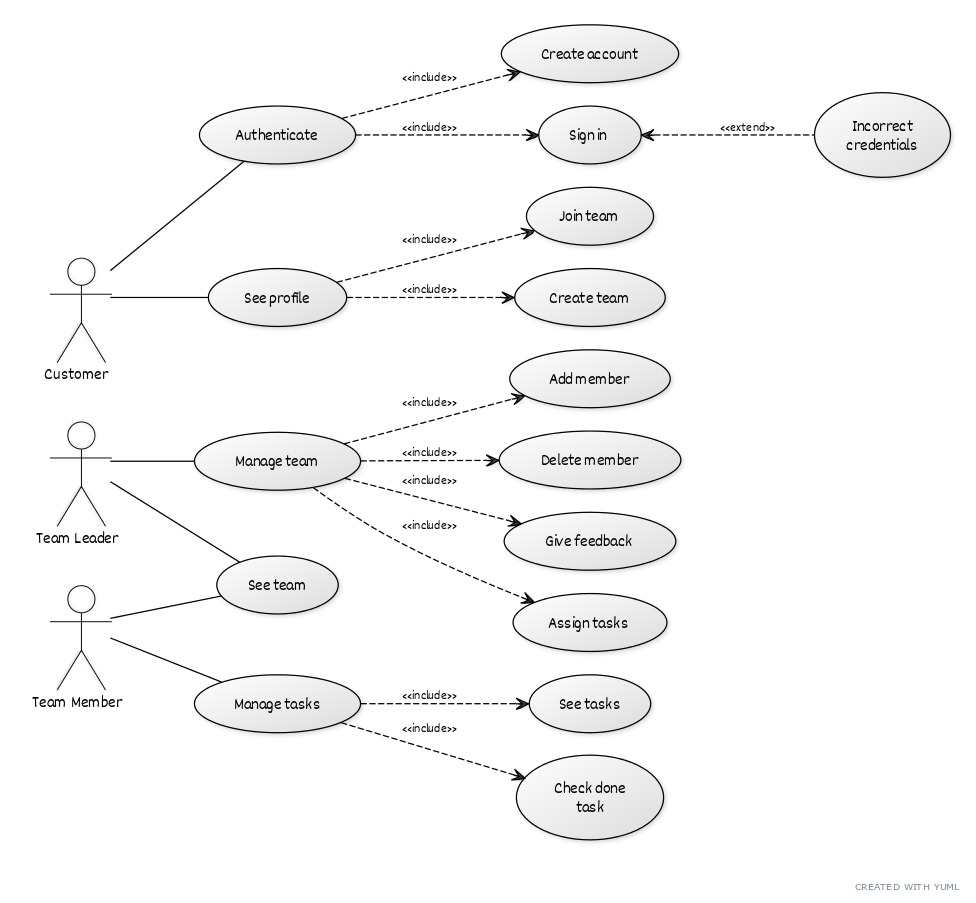 Create account
<<include>>
Authenticate
<<include>>
Sign in
<<extend>>
Incorrect
credentials
Join team
<<include>>
Customer
See profile
<<include>>
Create team
Add member
<<include>>
Team Leader
Manage team
<<include>>
Delete member
<<include>>
Give feedback
<<include>>
See team
Assign tasks
Team Member
Manage tasks
<<include>>
See tasks
<<include>>
Check done
task
CREATED WITH YUML